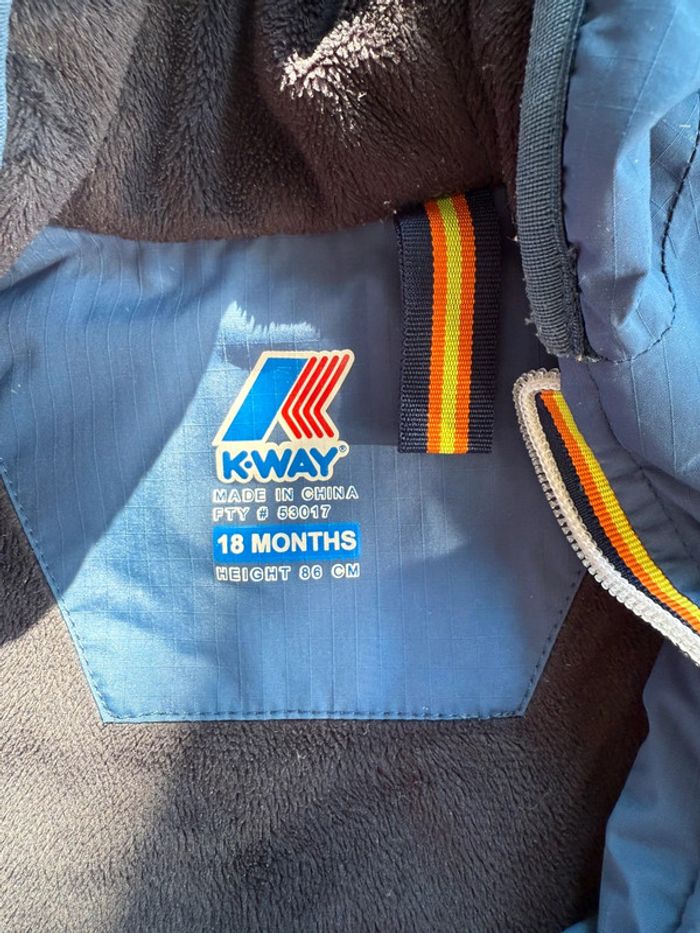 K·WAY®
MADE IN CHINA
FTY # 53017
18 MONTHS
HEIGHT 86 CM